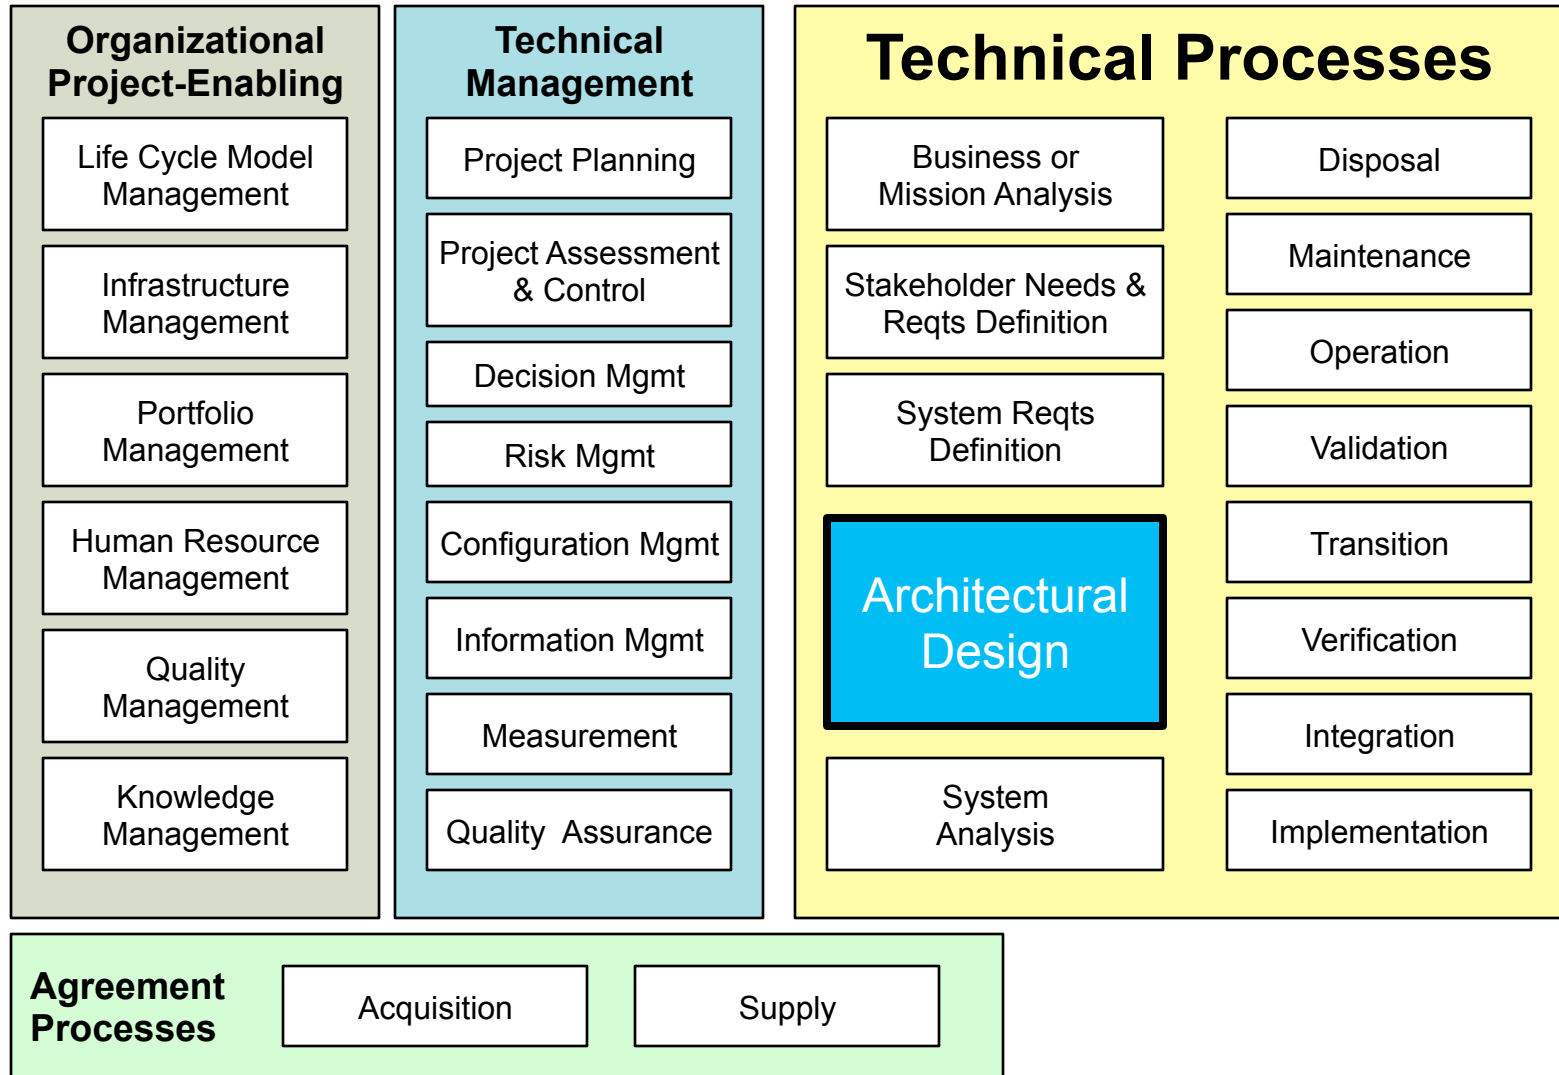 Organizational
Project-Enabling
Life Cycle Model
Management
Infrastructure
Management
Portfolio
Management
Human Resource
Management
Quality
Management
Knowledge
Management
Technical
Management
Project Planning
Project Assessment
& Control
Decision Mgmt
Risk Mgmt
Configuration Mgmt
Information Mgmt
Measurement
Quality  Assurance
Technical Processes
Business or
Mission Analysis
Stakeholder Needs &
Reqts Definition
System Reqts
Definition
Architectural
Design
System
Analysis
Disposal
Maintenance
Operation
Validation
Transition
Verification
Integration
Implementation
Agreement
Processes
Acquisition
Supply